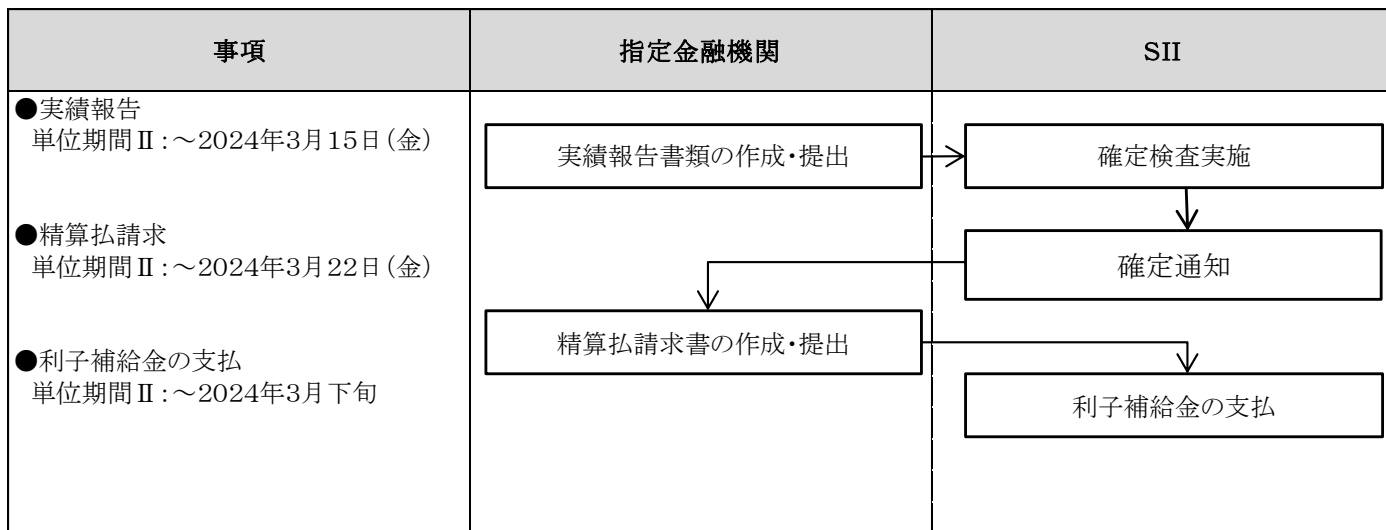 事項
指定金融機関
SII
●実績報告
単位期間Ⅱ:～2024年3月15日(金)
実績報告書類の作成・提出
確定検査実施
●精算払請求
単位期間Ⅱ:～2024年3月22日(金)
確定通知
精算払請求書の作成・提出
●利子補給金の支払
単位期間Ⅱ:～2024年3月下旬
利子補給金の支払